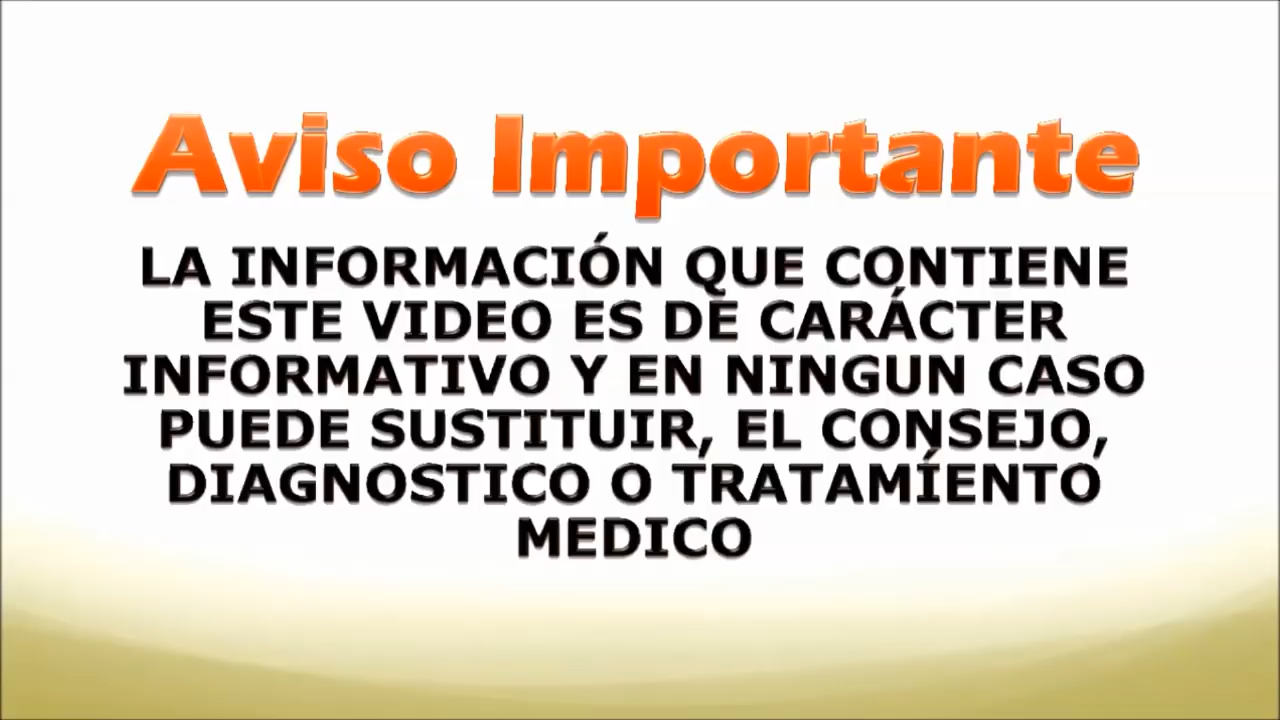 Aviso Importante
LA INFORMACIÓN QUE CONTIENE
ESTE VIDEO ES DE CARÁCTER
INFORMATIVO Y EN NINGUN CASO
PUEDE SUSTITUIR, EL CONSEJO,
DIAGNOSTICO O TRATAMÍENTO
MEDICO